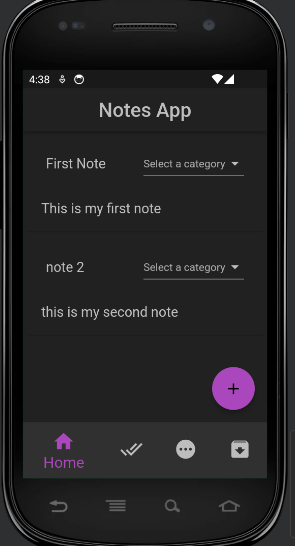 4:38
Notes App
First Note
Select a category
This is my first note
note 2
Select a category
this is my second note
+
Home